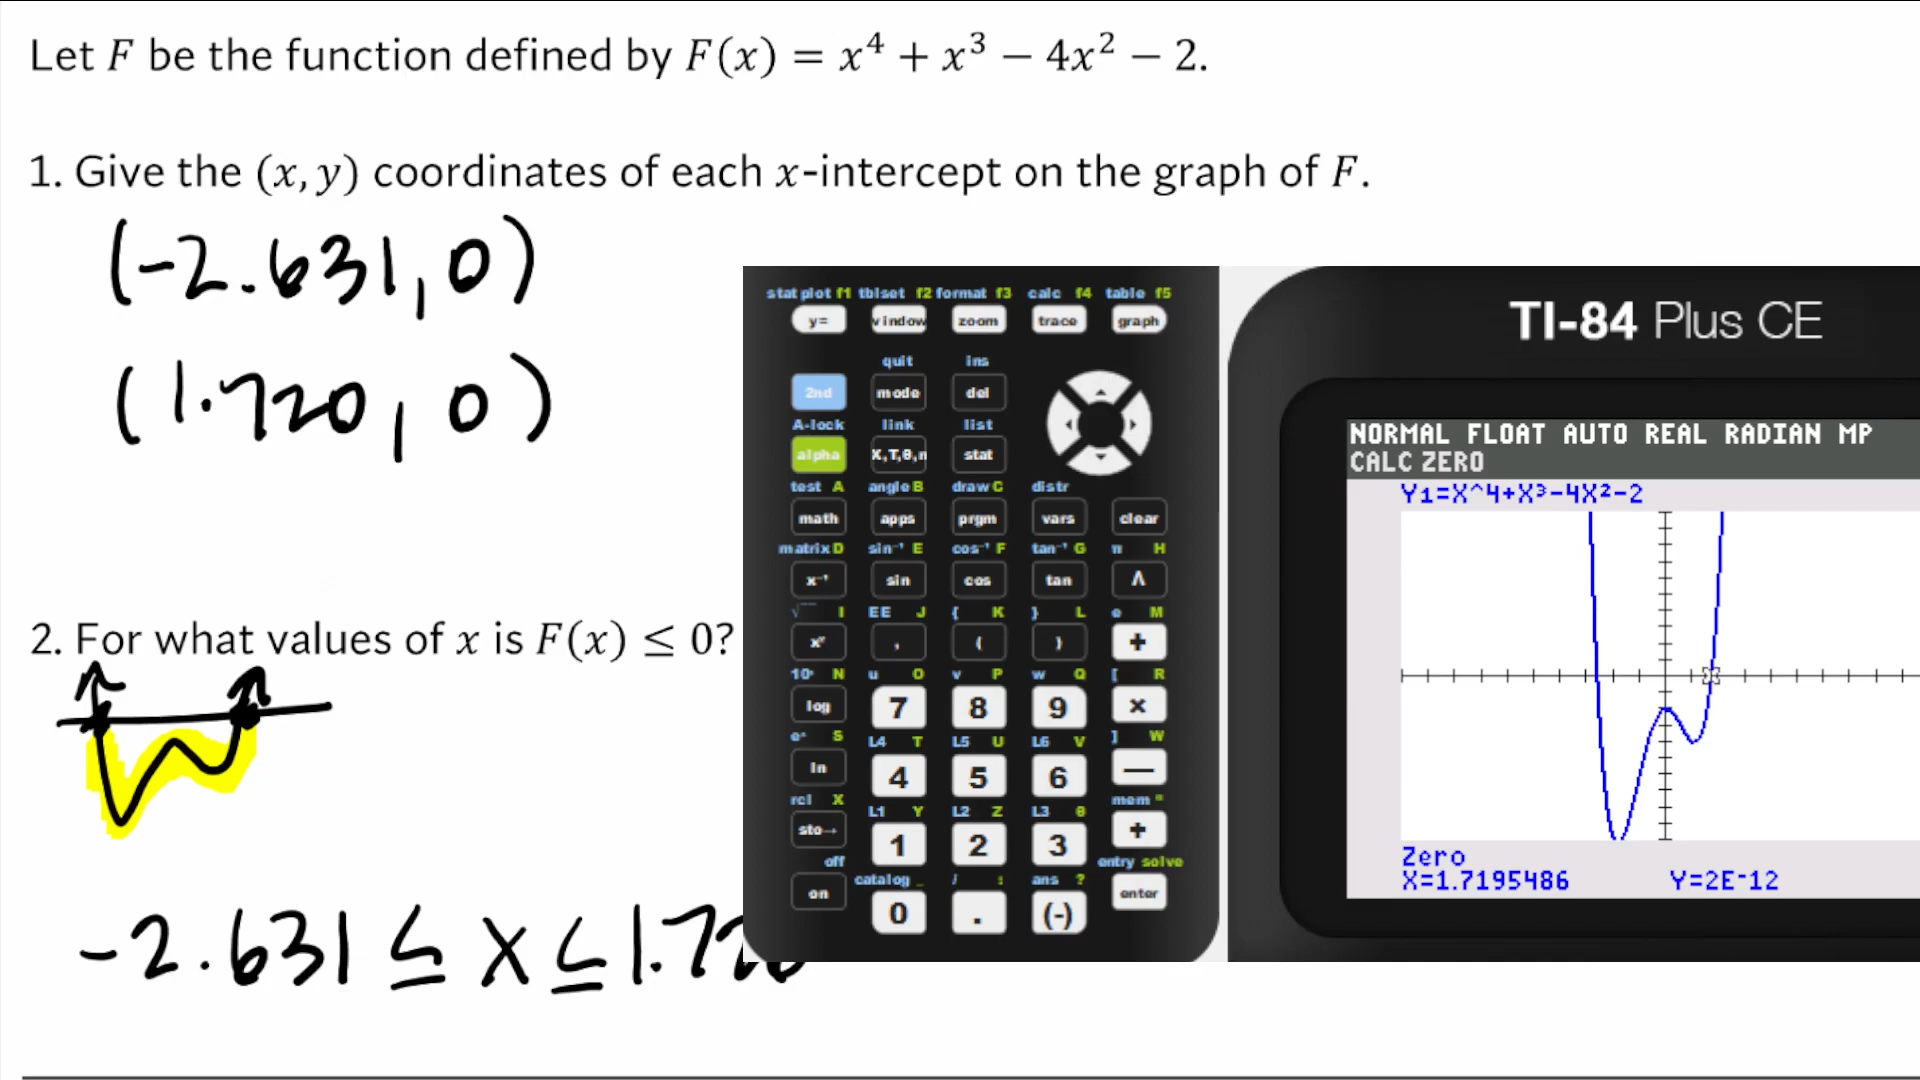 Let F be the function defined by F(x) = x⁴ + x³ − 4x² − 2.
1. Give the (x, y) coordinates of each x-intercept on the graph of F.
(-2.631, 0)
(1.720, 0)
2. For what values of x is F(x) ≤ 0?
-2.631 ≤ x ≤ 1.720
stat plot f1 tblset f2 format f3 calc f4 table f5
y= window zoom trace graph
quit ins
2nd mode del
A-lock link list
alpha X,T,θ,n stat
test A angle B draw C distr
math apps prgm vars clear
matrix D sin⁻¹ E cos⁻¹ F tan⁻¹ G π H
x⁻¹ sin cos tan ^
√ I EE J { K } L e M
x² , ( ) ÷
10ˣ N u O v P w Q [ R
log 7 8 9 ×
eˣ S L4 T L5 U L6 V ] W
ln 4 5 6 —
rcl X L1 Y L2 Z L3 θ mem "
sto→ 1 2 3 +
off catalog _ i : ans ? entry solve
on 0 . (-) enter
TI-84 Plus CE
NORMAL FLOAT AUTO REAL RADIAN MP
CALC ZERO
Y1=X^4+X³-4X²-2
Zero
X=1.7195486 Y=2E-12